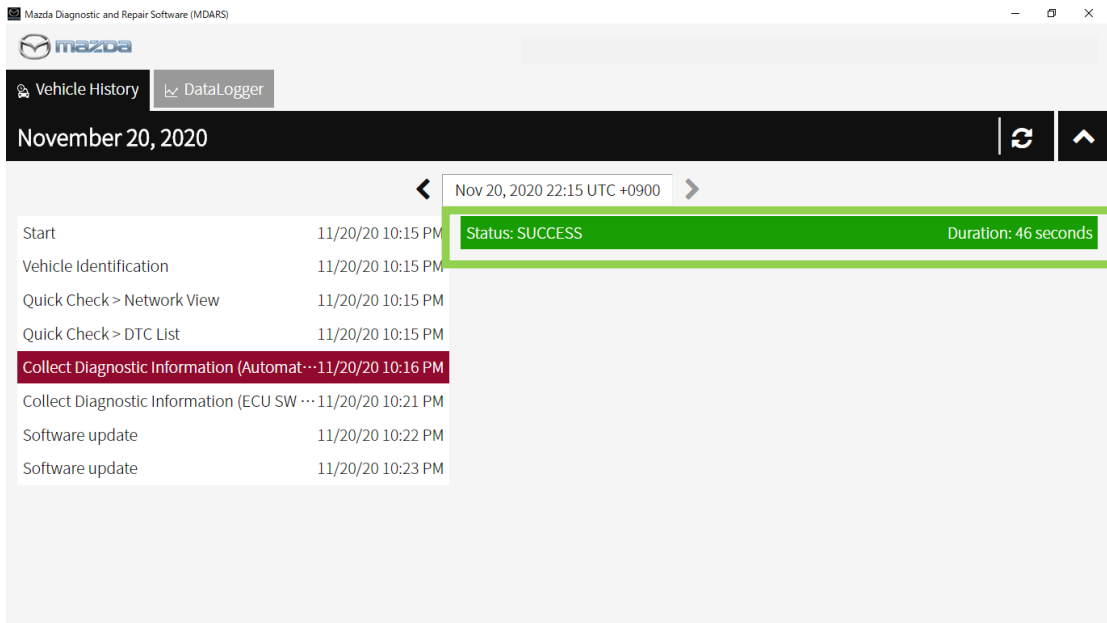 Mazda Diagnostic and Repair Software (MDARS)
mazda
Vehicle History DataLogger
November 20, 2020
Nov 20, 2020 22:15 UTC +0900
Start 11/20/20 10:15 PM Status: SUCCESS Duration: 46 seconds
Vehicle Identification 11/20/20 10:15 PM
Quick Check > Network View 11/20/20 10:15 PM
Quick Check > DTC List 11/20/20 10:15 PM
Collect Diagnostic Information (Automat⋯11/20/20 10:16 PM
Collect Diagnostic Information (ECU SW ⋯11/20/20 10:21 PM
Software update 11/20/20 10:22 PM
Software update 11/20/20 10:23 PM